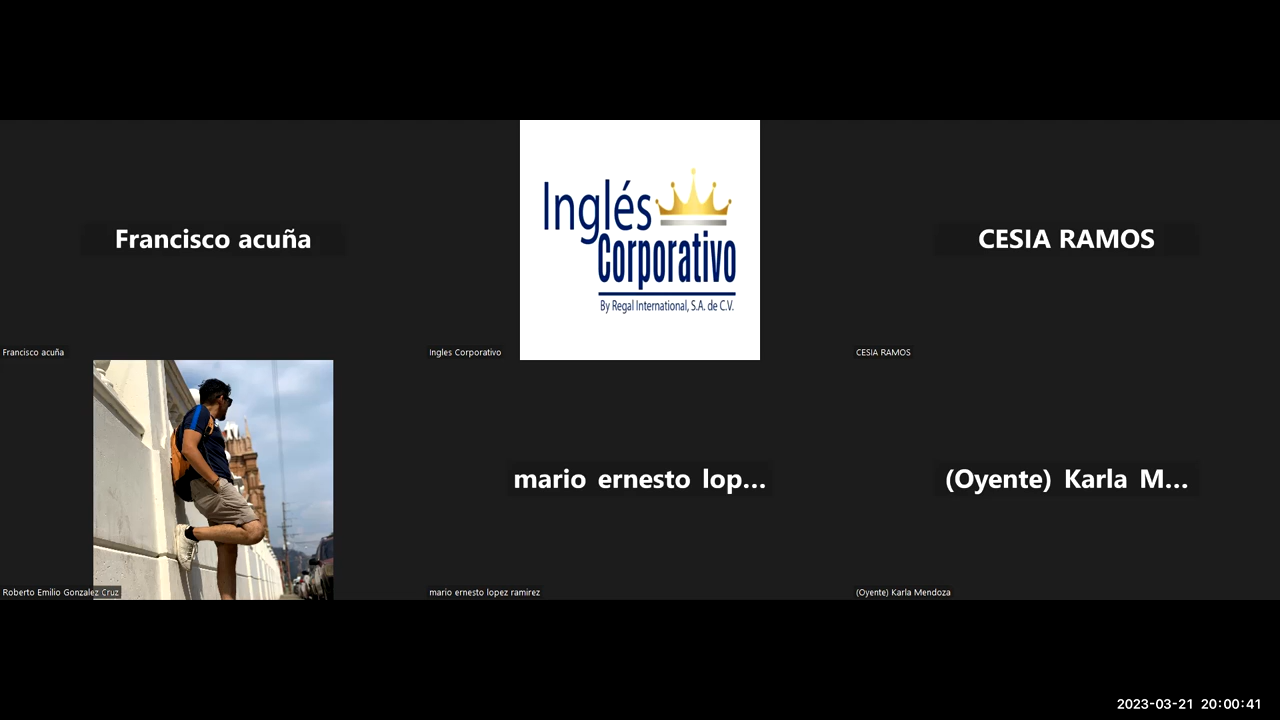 Francisco acuña
Inglés
Corporativo
By Regal International, S.A. de C.V.
CESIA RAMOS
Francisco acuña
Ingles Corporativo
CESIA RAMOS
mario ernesto lop...
(Oyente) Karla M...
Roberto Emilio Gonzalez Cruz
mario ernesto lopez ramirez
(Oyente) Karla Mendoza
2023-03-21 20:00:41